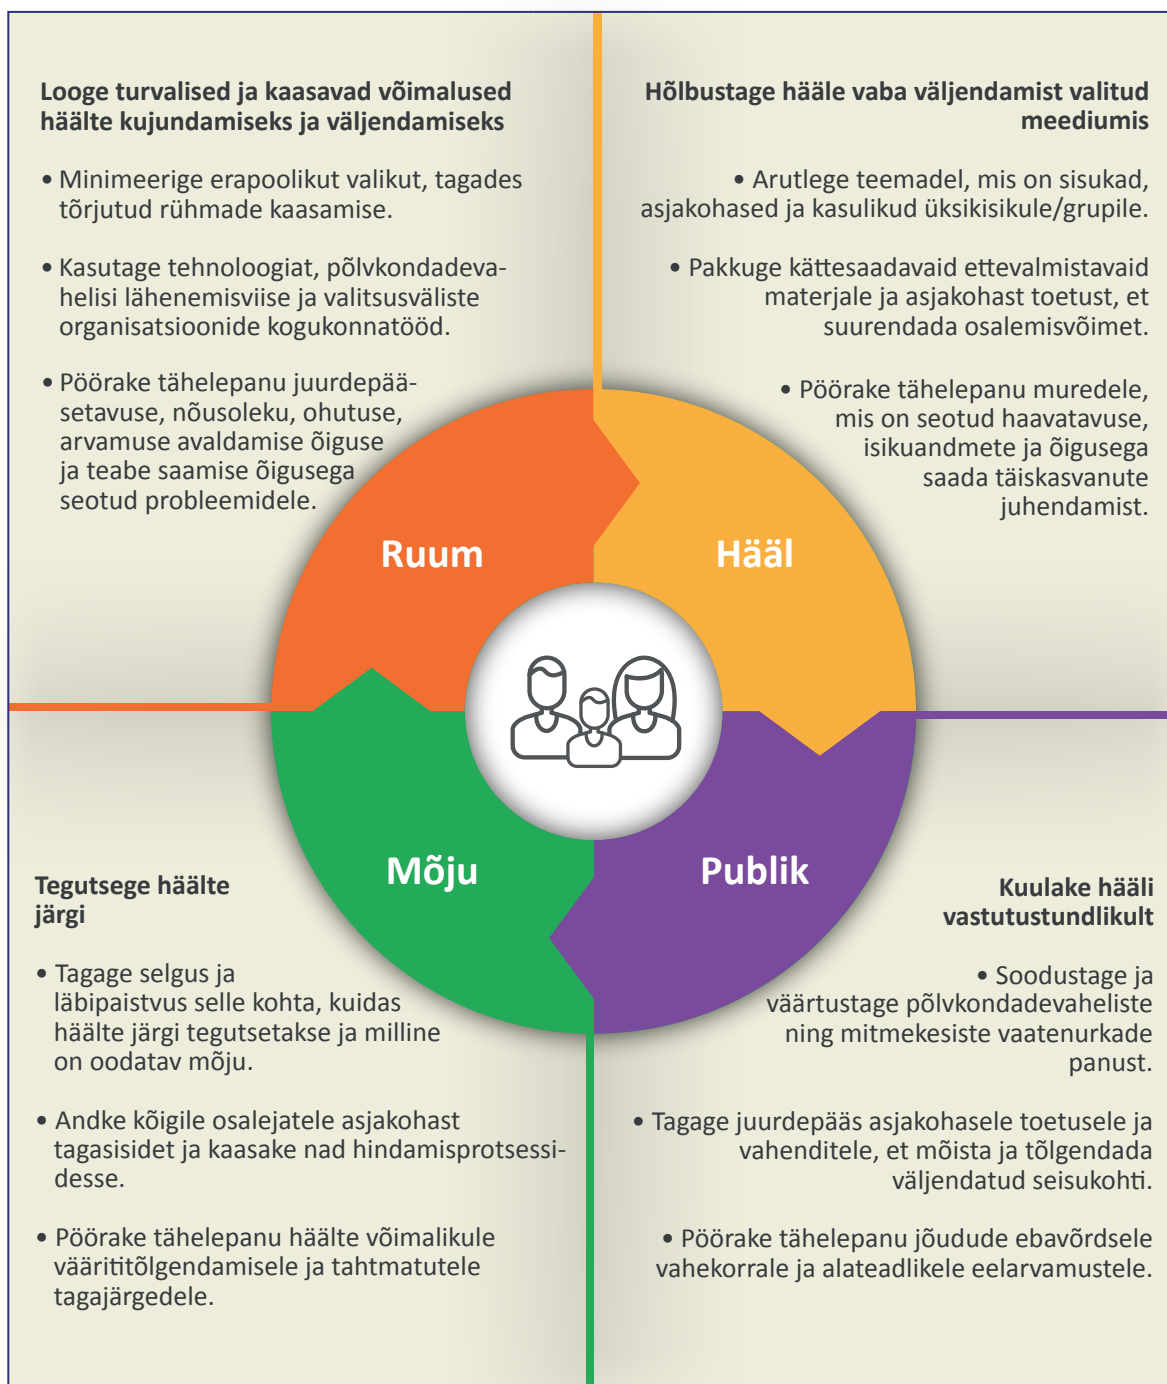 Looge turvalised ja kaasavad võimalused
häälte kujundamiseks ja väljendamiseks
• Minimeerige erapoolikut valikut, tagades
tõrjutud rühmade kaasamise.
• Kasutage tehnoloogiat, põlvkondadeva-
helisi lähenemisviise ja valitsusväliste
organisatsioonide kogukonnatööd.
• Pöörake tähelepanu juurdepää-
setavuse, nõusoleku, ohutuse,
arvamuse avaldamise õiguse
ja teabe saamise õigusega
seotud probleemidele.
Hõlbustage hääle vaba väljendamist valitud
meediumis
• Arutlege teemadel, mis on sisukad,
asjakohased ja kasulikud üksikisikule/grupile.
• Pakkuge kättesaadavaid ettevalmistavaid
materjale ja asjakohast toetust, et
suurendada osalemisvõimet.
• Pöörake tähelepanu muredele,
mis on seotud haavatavuse,
isikuandmete ja õigusega
saada täiskasvanute
juhendamist.
Ruum
Hääl
Mõju
Publik
Tegutsege häälte
järgi
• Tagage selgus ja
läbipaistvus selle kohta, kuidas
häälte järgi tegutsetakse ja milline
on oodatav mõju.
• Andke kõigile osalejatele asjakohast
tagasisidet ja kaasake nad hindamisprotsessi-
desse.
• Pöörake tähelepanu häälte võimalikule
väärititõlgendamisele ja tahtmatutele
tagajärgedele.
Kuulake hääli
vastutustundlikult
• Soodustage ja
väärtustage põlvkondadevaheliste
ning mitmekesiste vaatenurkade
panust.
• Tagage juurdepääs asjakohasele toetusele ja
vahenditele, et mõista ja tõlgendada
väljendatud seisukohti.
• Pöörake tähelepanu jõudude ebavõrdsele
vahekorrale ja alateadlikele eelarvamustele.